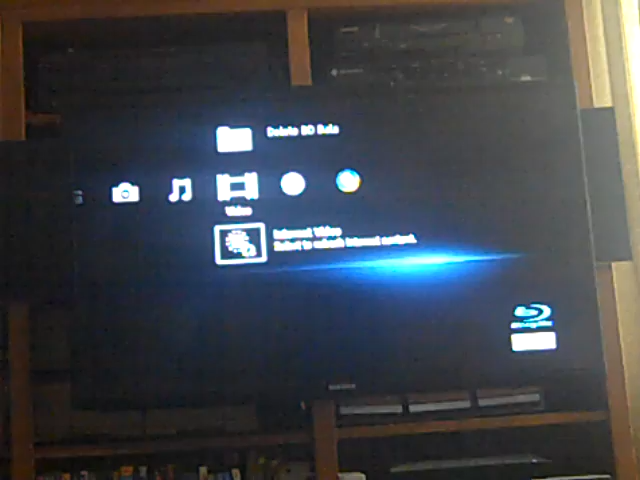 Delete BD Data
Video
Internet Video
Select to refresh Internet content.